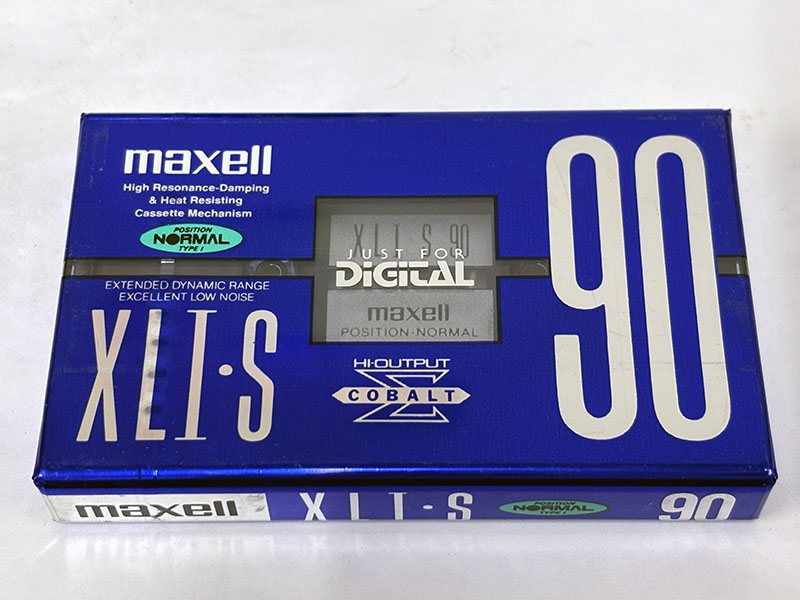 maxell
High Resonance-Damping
& Heat Resisting
Cassette Mechanism
POSITION
NORMAL
TYPE I
EXTENDED DYNAMIC RANGE
EXCELLENT LOW NOISE
XLI·S
XLI·S 90
JUST FOR
DiGITAL
maxell
POSITION·NORMAL
HI-OUTPUT
Σ
COBALT
90
maxell
XLI·S
POSITION
NORMAL
TYPE I
90